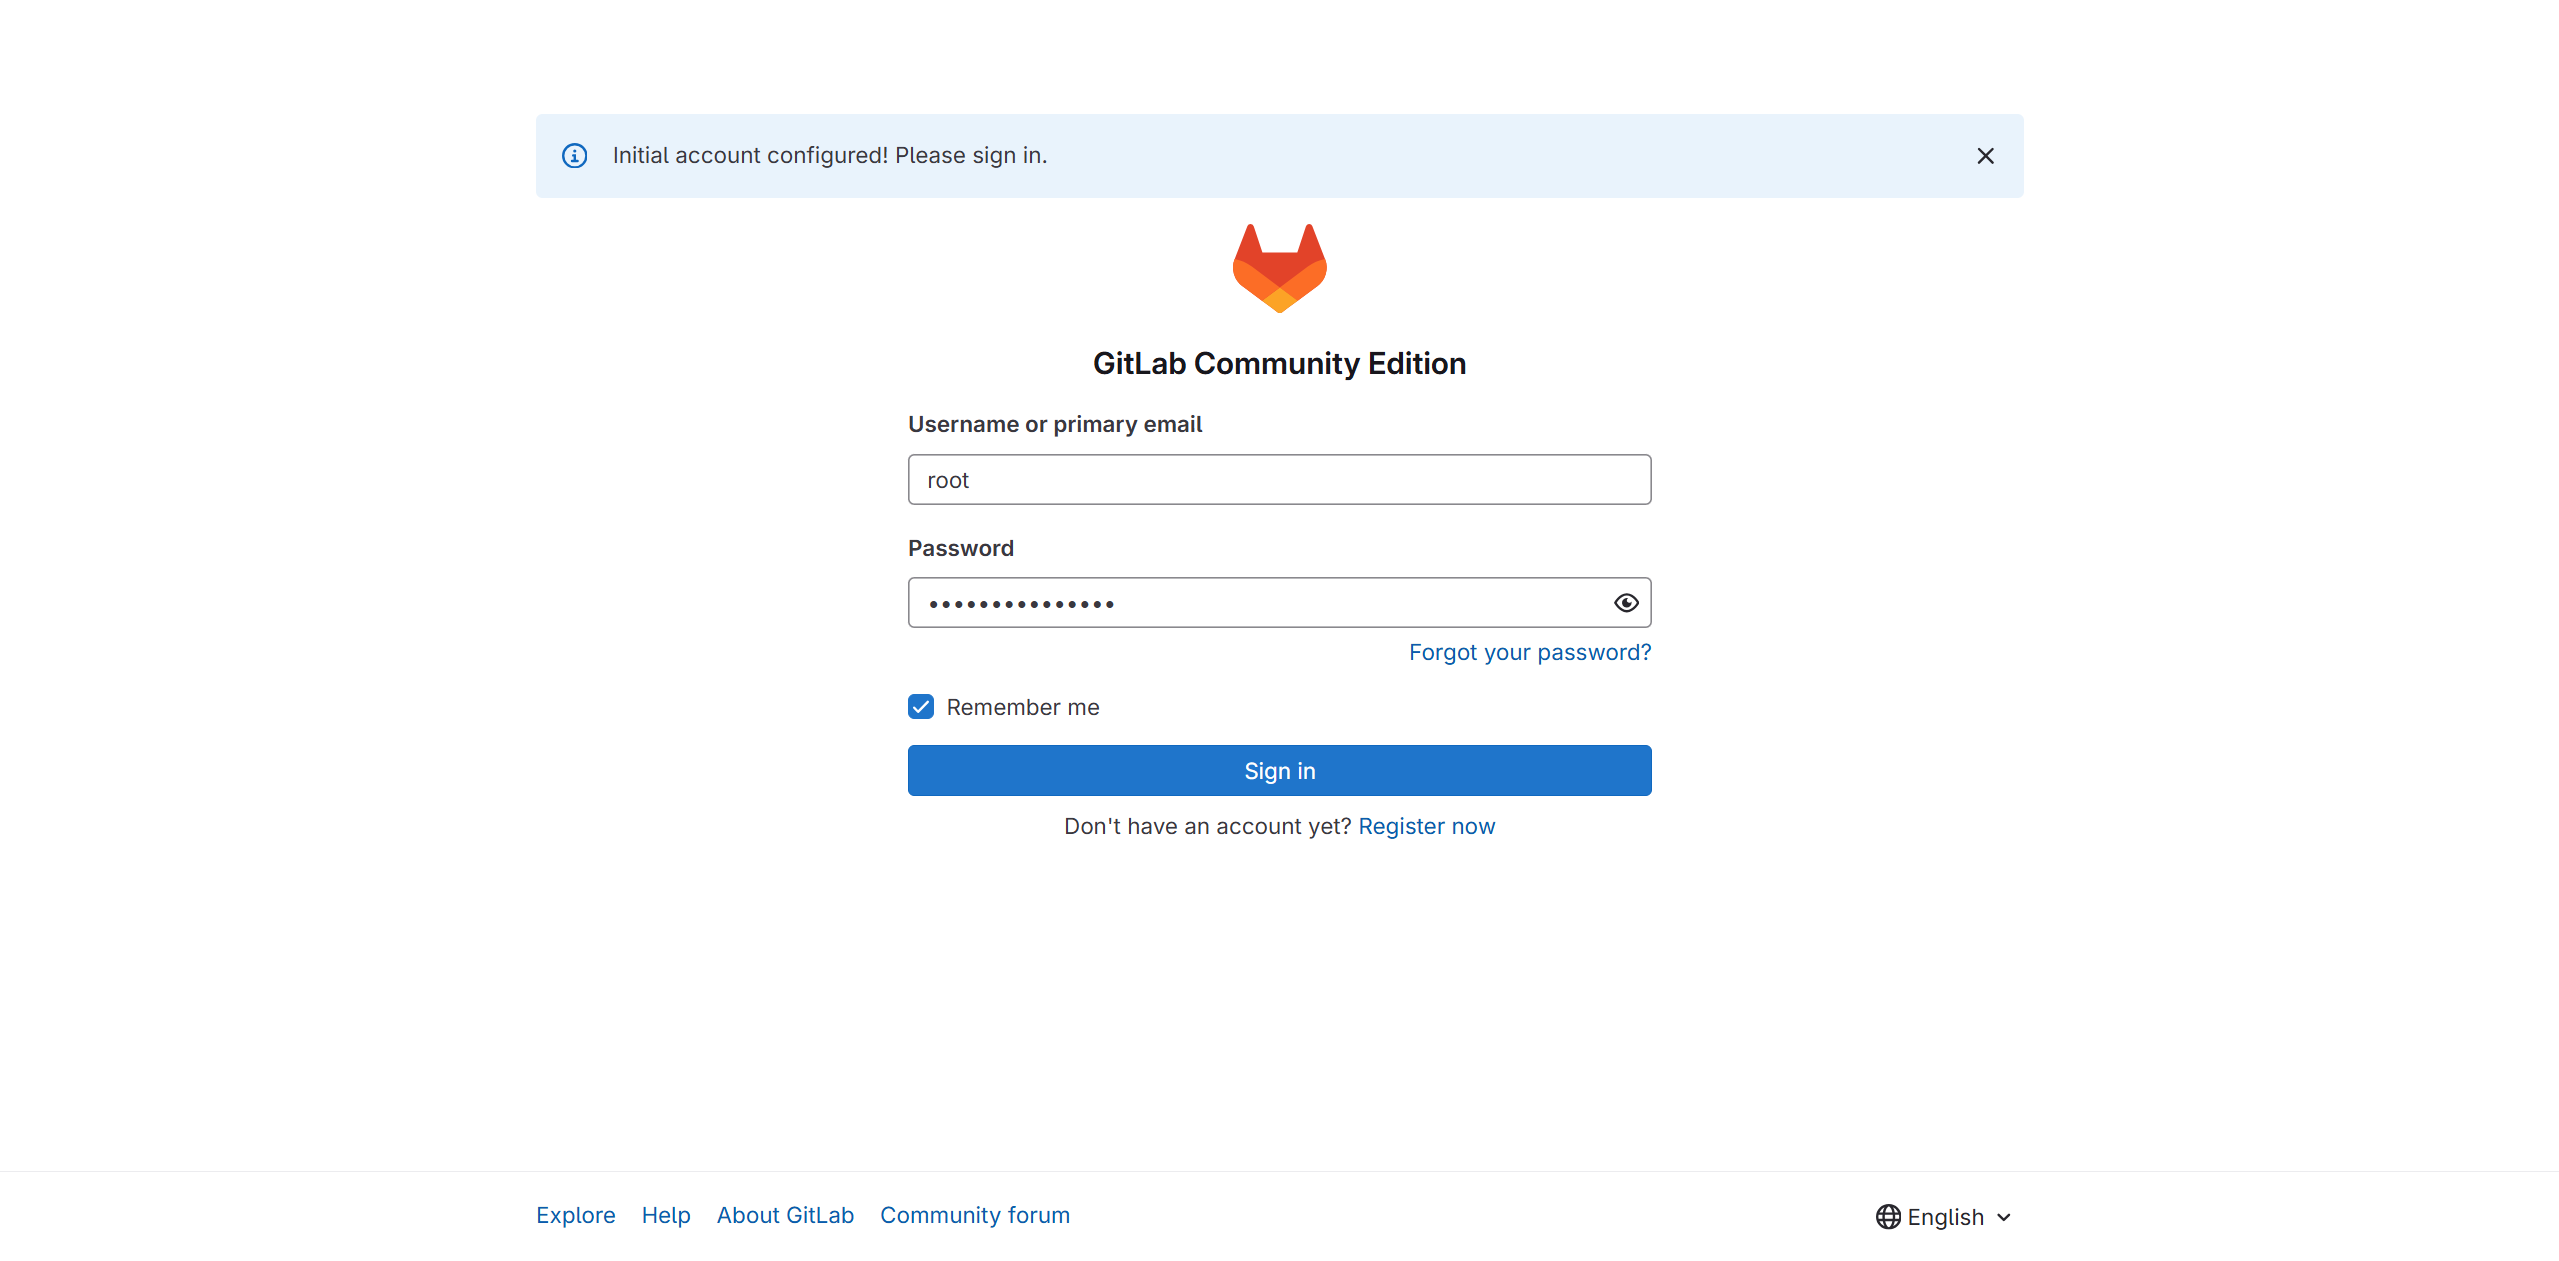 Initial account configured! Please sign in.
GitLab Community Edition
Username or primary email
root
Password
•••••••••••••••
Forgot your password?
Remember me
Sign in
Don't have an account yet? Register now
Explore Help About GitLab Community forum English